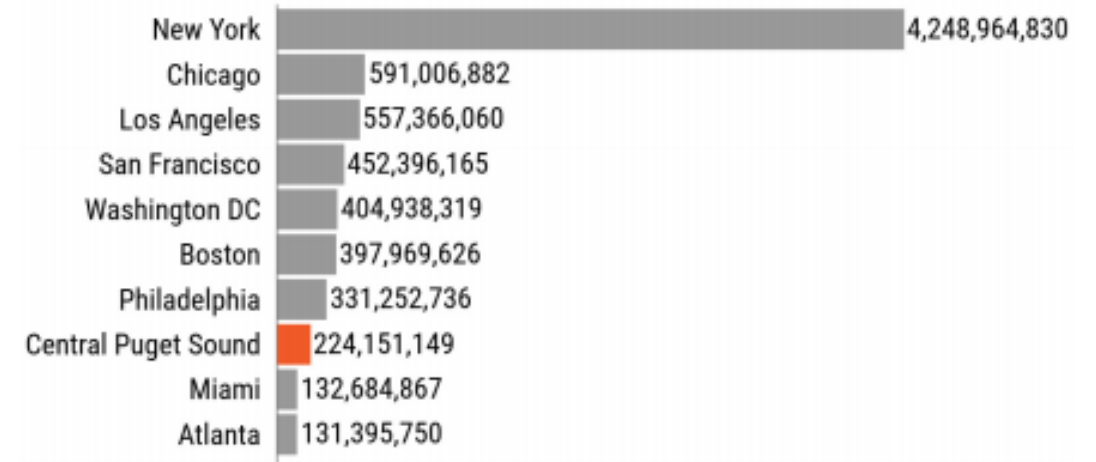 New York 4,248,964,830
Chicago 591,006,882
Los Angeles 557,366,060
San Francisco 452,396,165
Washington DC 404,938,319
Boston 397,969,626
Philadelphia 331,252,736
Central Puget Sound 224,151,149
Miami 132,684,867
Atlanta 131,395,750